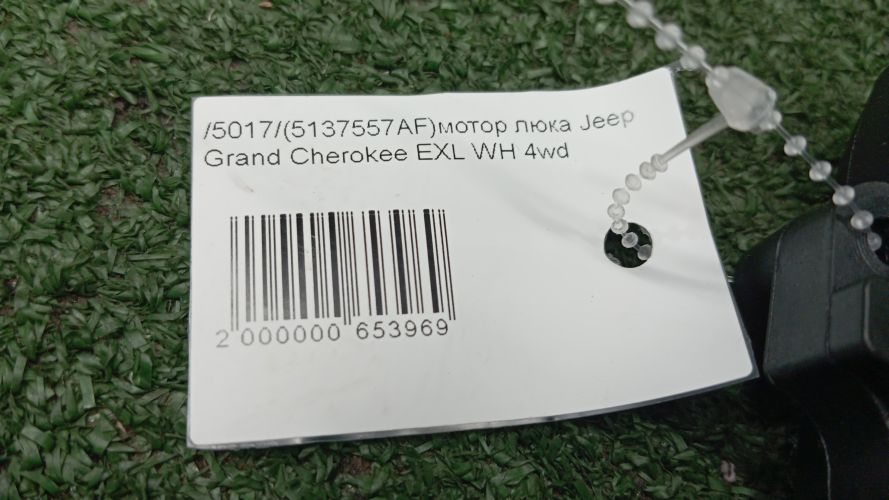 /5017/(5137557AF)мотор люка Jeep
Grand Cherokee EXL WH 4wd
2 000000 653969